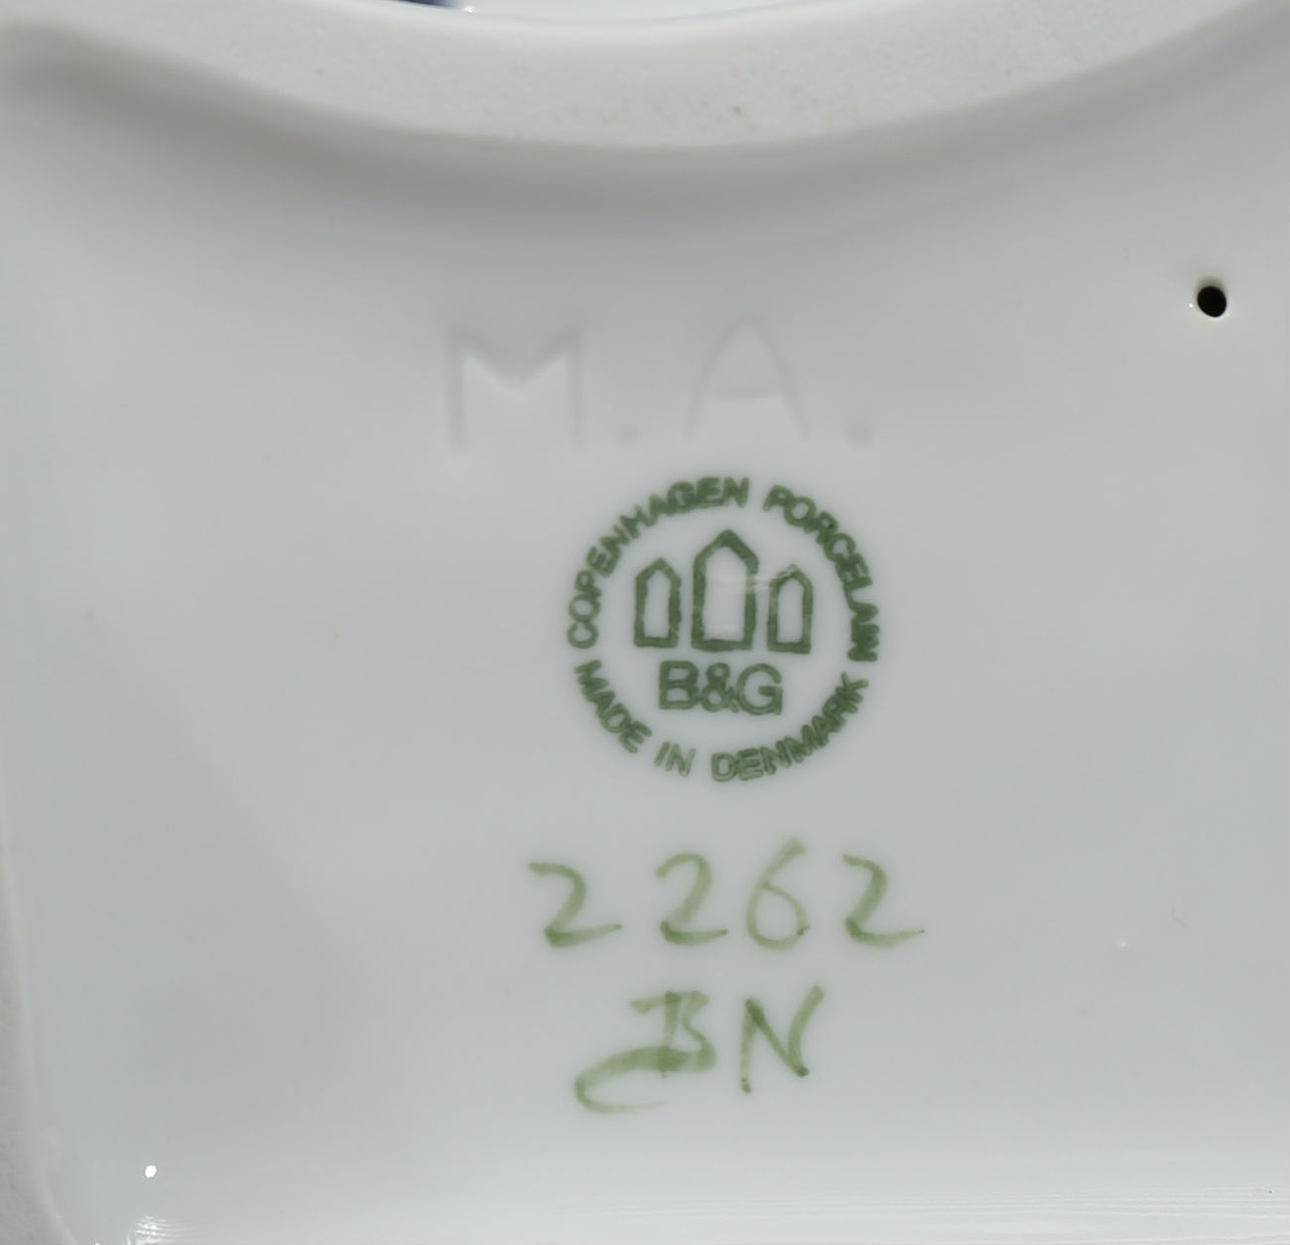 M.A.
COPENHAGEN PORCELAIN
B&G
MADE IN DENMARK
2262
BN